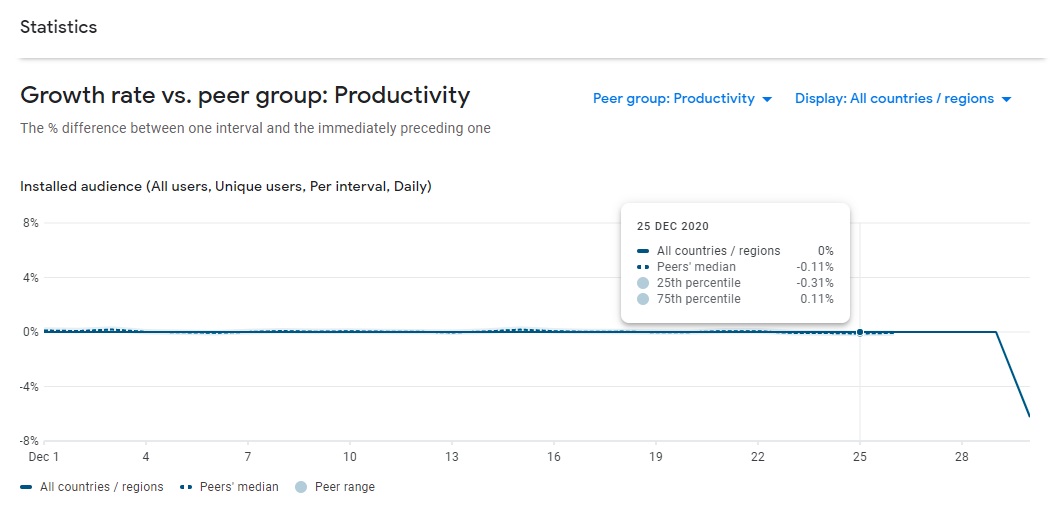 Statistics
Growth rate vs. peer group: Productivity
Peer group: Productivity
Display: All countries / regions
The % difference between one interval and the immediately preceding one
Installed audience (All users, Unique users, Per interval, Daily)
8%
4%
0%
-4%
-8%
25 DEC 2020
All countries / regions 0%
Peers' median -0.11%
25th percentile -0.31%
75th percentile 0.11%
Dec 1 4 7 10 13 16 19 22 25 28
All countries / regions Peers' median Peer range